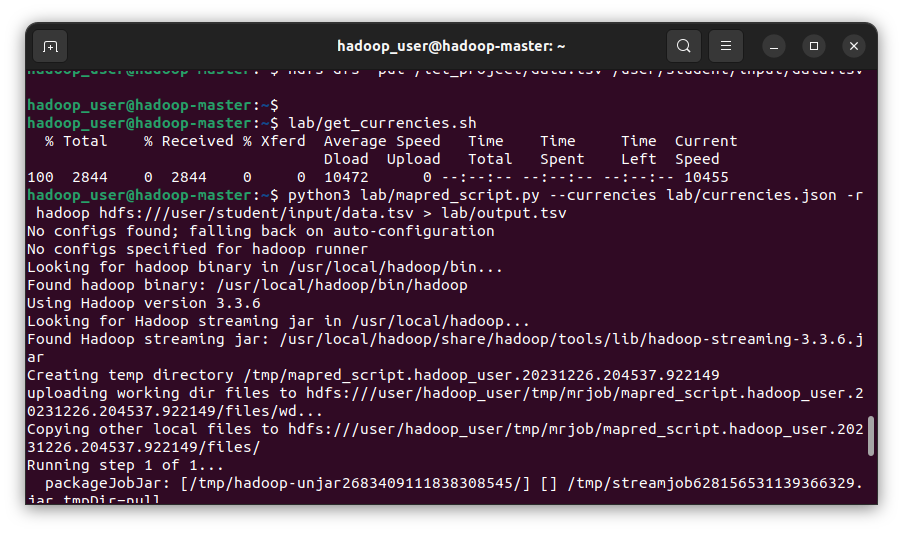 hadoop_user@hadoop-master: ~
hadoop_user@hadoop-master:~$ hdfs dfs -put /tet_project/data.tsv /user/student/input/data.tsv
hadoop_user@hadoop-master:~$
hadoop_user@hadoop-master:~$ lab/get_currencies.sh
% Total % Received % Xferd Average Speed Time Time Time Current
Dload Upload Total Spent Left Speed
100 2844 0 2844 0 0 10472 0 --:--:-- --:--:-- --:--:-- 10455
hadoop_user@hadoop-master:~$ python3 lab/mapred_script.py --currencies lab/currencies.json -r
hadoop hdfs:///user/student/input/data.tsv > lab/output.tsv
No configs found; falling back on auto-configuration
No configs specified for hadoop runner
Looking for hadoop binary in /usr/local/hadoop/bin...
Found hadoop binary: /usr/local/hadoop/bin/hadoop
Using Hadoop version 3.3.6
Looking for Hadoop streaming jar in /usr/local/hadoop...
Found Hadoop streaming jar: /usr/local/hadoop/share/hadoop/tools/lib/hadoop-streaming-3.3.6.j
ar
Creating temp directory /tmp/mapred_script.hadoop_user.20231226.204537.922149
uploading working dir files to hdfs:///user/hadoop_user/tmp/mrjob/mapred_script.hadoop_user.2
0231226.204537.922149/files/wd...
Copying other local files to hdfs:///user/hadoop_user/tmp/mrjob/mapred_script.hadoop_user.202
31226.204537.922149/files/
Running step 1 of 1...
packageJobJar: [/tmp/hadoop-unjar2683409111838308545/] [] /tmp/streamjob628156531139366329.
jar tmpDir=null